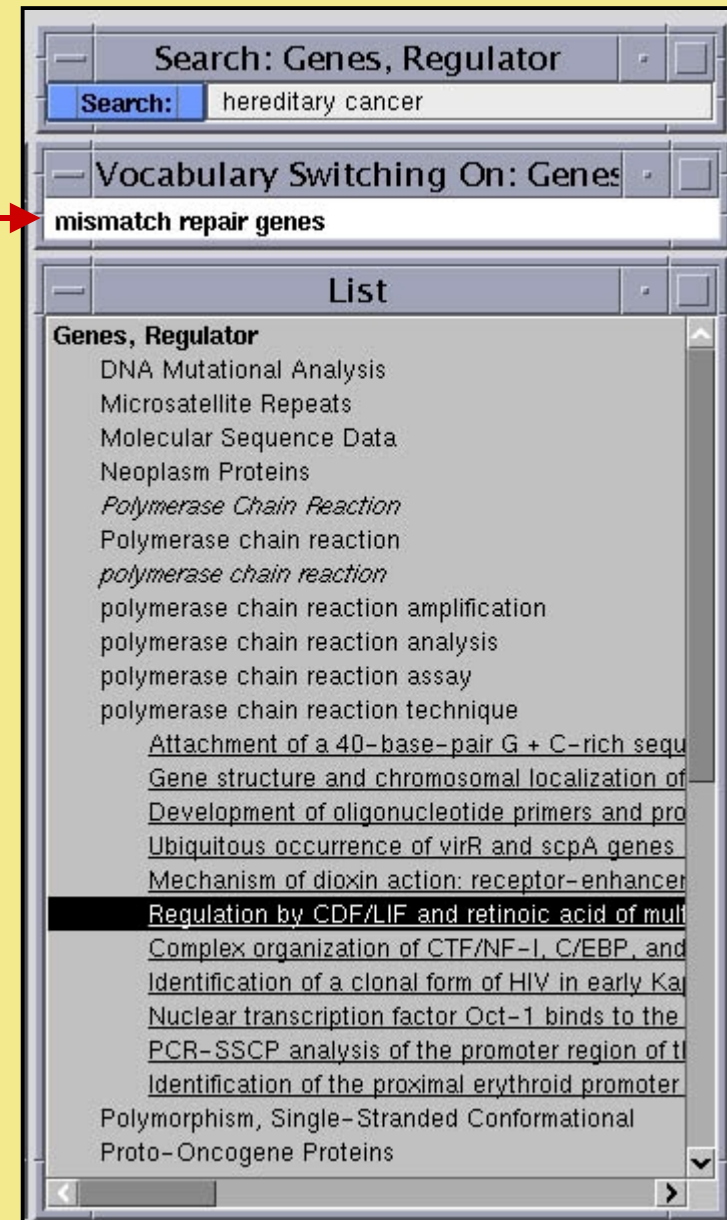 Search: Genes, Regulator
Search: hereditary cancer
Vocabulary Switching On: Genes
mismatch repair genes
List
Genes, Regulator
DNA Mutational Analysis
Microsatellite Repeats
Molecular Sequence Data
Neoplasm Proteins
Polymerase Chain Reaction
Polymerase chain reaction
polymerase chain reaction
polymerase chain reaction amplification
polymerase chain reaction analysis
polymerase chain reaction assay
polymerase chain reaction technique
Attachment of a 40-base-pair G + C-rich sequ
Gene structure and chromosomal localization of
Development of oligonucleotide primers and pro
Ubiquitous occurrence of virR and scpA genes
Mechanism of dioxin action: receptor-enhancer
Regulation by CDF/LIF and retinoic acid of mult
Complex organization of CTF/NF-I, C/EBP, and
Identification of a clonal form of HIV in early Kap
Nuclear transcription factor Oct-1 binds to the
PCR-SSCP analysis of the promoter region of th
Identification of the proximal erythroid promoter
Polymorphism, Single-Stranded Conformational
Proto-Oncogene Proteins